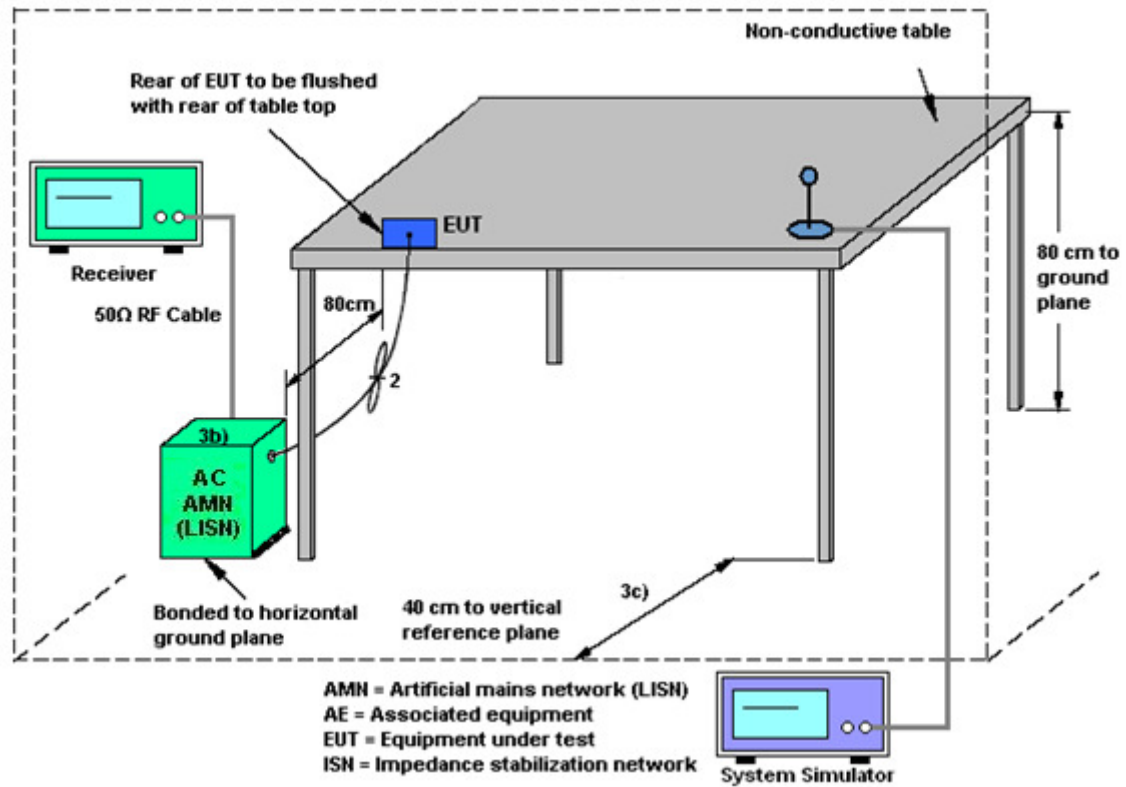 Non-conductive table
Rear of EUT to be flushed
with rear of table top
EUT
Receiver
80cm
80 cm to
ground
plane
50Ω RF Cable
2
3b)
AC
AMN
(LISN)
3c)
Bonded to horizontal
ground plane
40 cm to vertical
reference plane
AMN = Artificial mains network (LISN)
AE = Associated equipment
EUT = Equipment under test
ISN = Impedance stabilization network
System Simulator